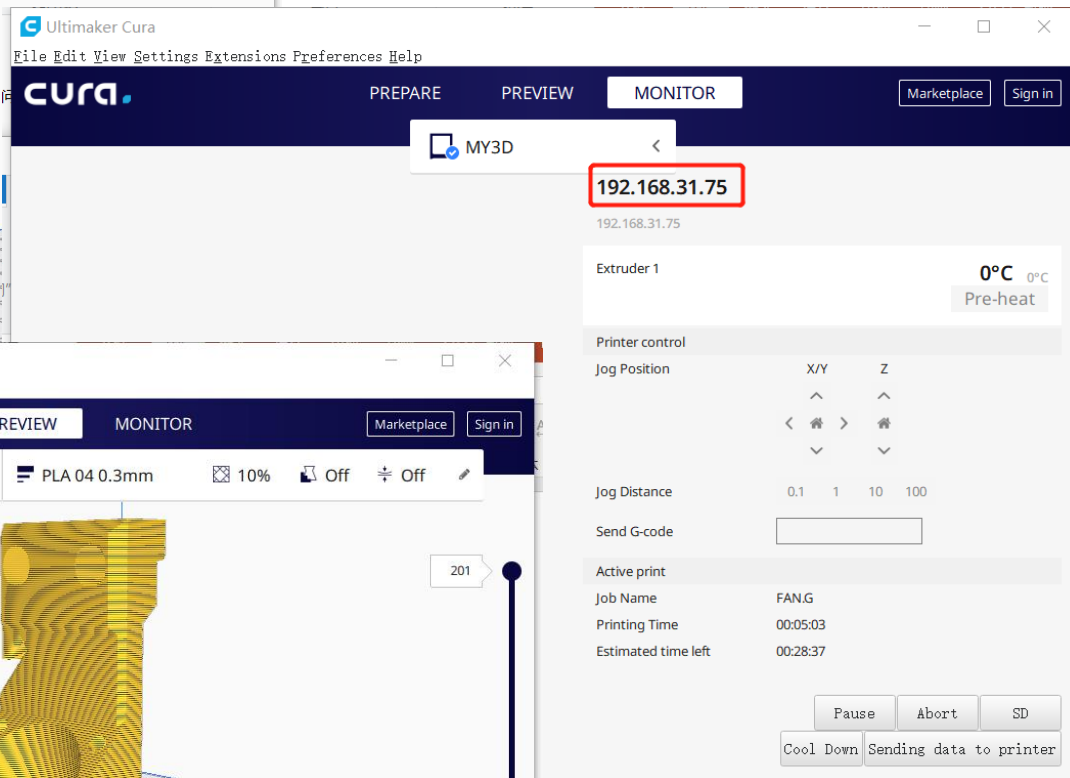 Ultimaker Cura
File Edit View Settings Extensions Preferences Help
cura.
PREPARE PREVIEW MONITOR
Marketplace Sign in
MY3D
192.168.31.75
192.168.31.75
Extruder 1
0°C 0°C
Pre-heat
Printer control
Jog Position X/Y Z
Jog Distance 0.1 1 10 100
Send G-code
Active print
Job Name FAN.G
Printing Time 00:05:03
Estimated time left 00:28:37
Pause Abort SD
Cool Down Sending data to printer
REVIEW MONITOR Marketplace Sign in
PLA 04 0.3mm 10% Off Off
201